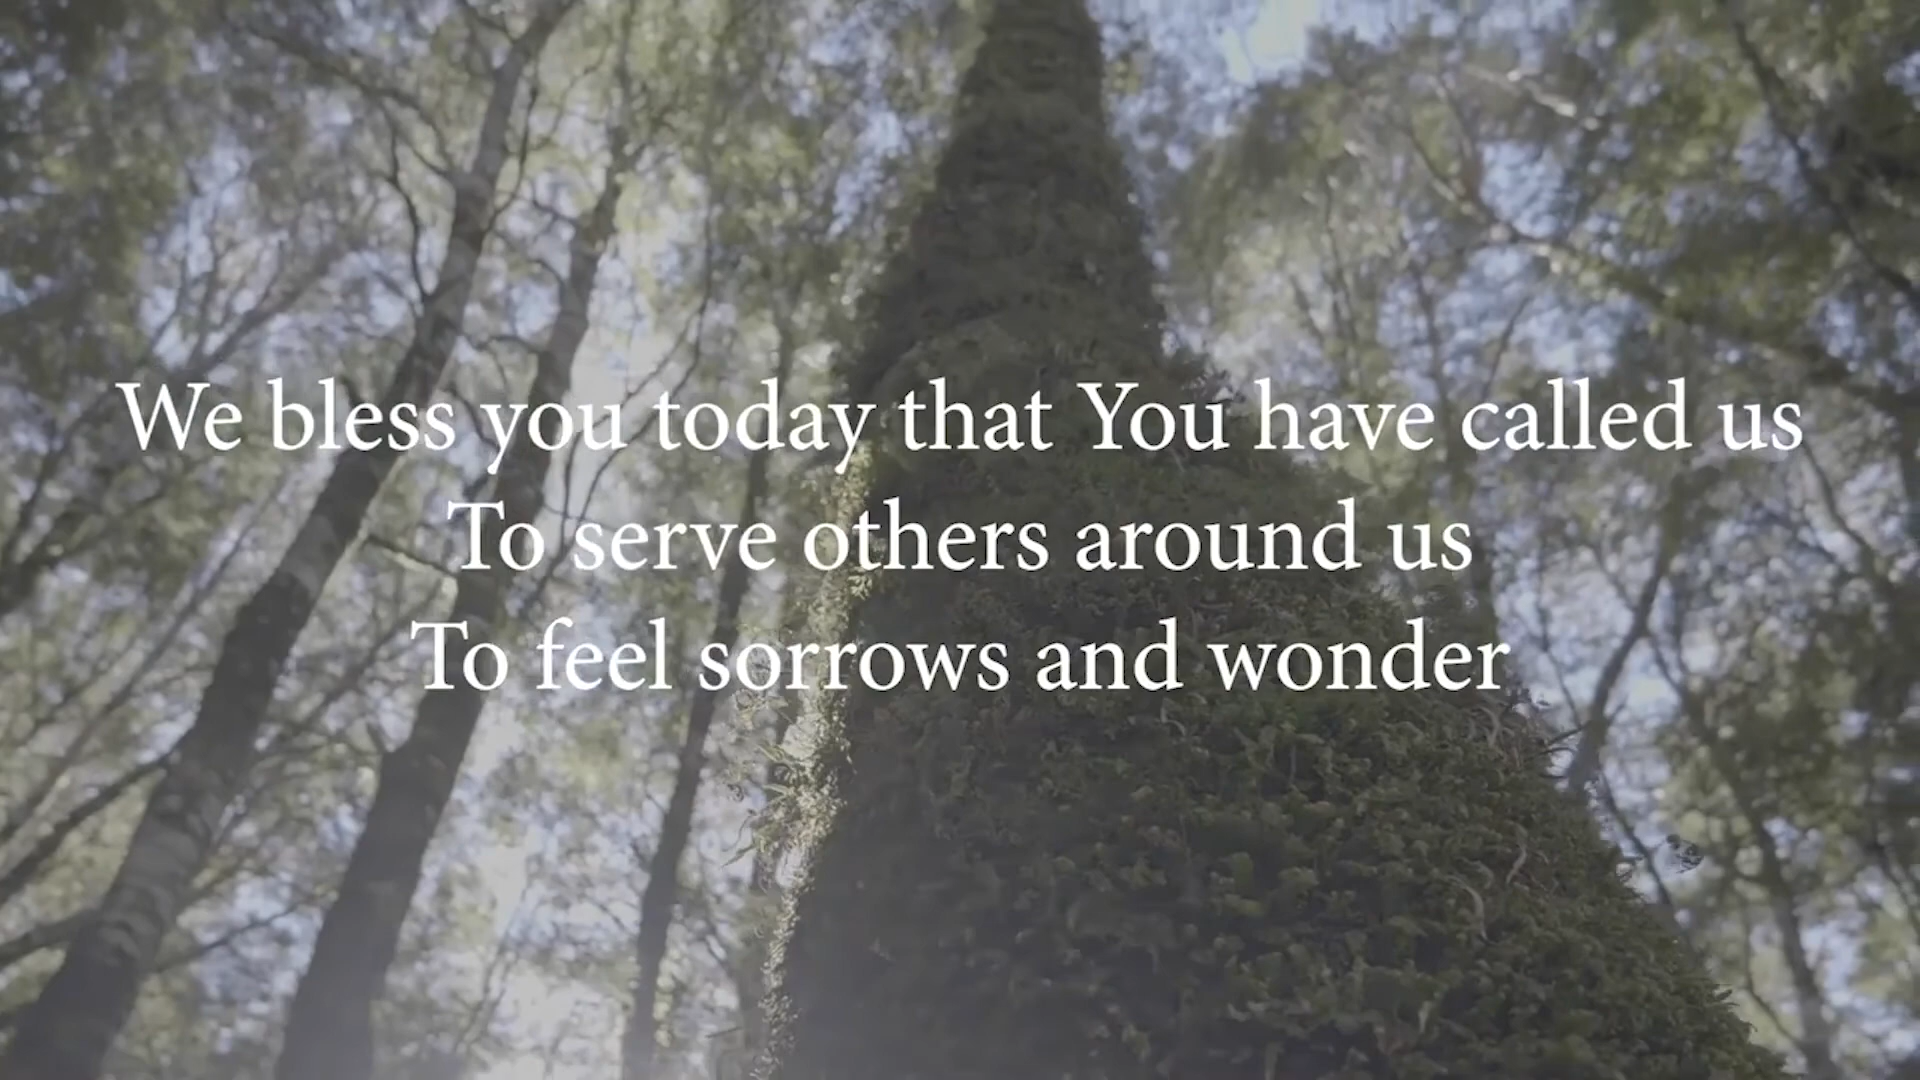 We bless you today that You have called us
To serve others around us
To feel sorrows and wonder